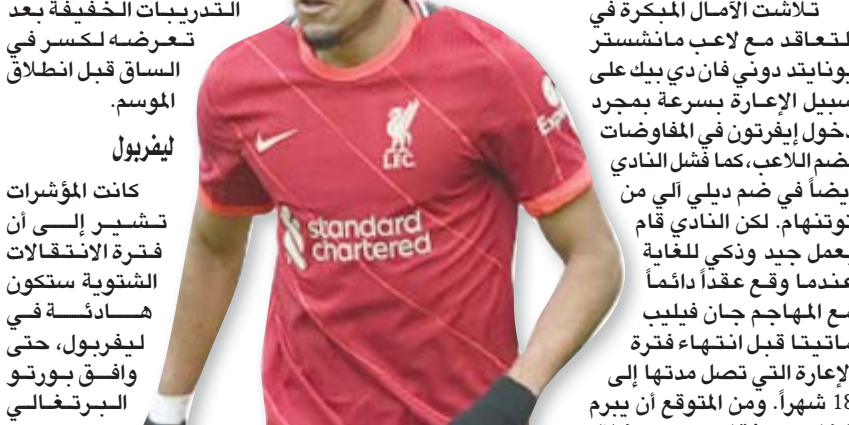 تلاشت الآمال المبكرة في
لتعاقد مع لاعب مانشستر
يونايتد دوني فان دي بيك على
سبيل الإعارة بسرعة بمجرد
دخول إيفرتون في المفاوضات
لضم اللاعب، كما فشل النادي
أيضاً في ضم ديلي آلي من
توتنهام. لكن النادي قام
بعمل جيد وذكي للغاية
عندما وقع عقداً دائماً
مع المهاجم جان فيليب
ماتيتا قبل انتهاء فترة
الإعارة التي تصل مدتها إلى
18 شهراً. ومن المتوقع أن يبرم
التدريبات الخفيفة بعد
تعرضه لكسر في
الساق قبل انطلاق
الموسم.
ليفربول
كانت المؤشرات
تشير إلى أن
فترة الانتقالات
الشتوية ستكون
هادئة في
ليفربول، حتى
وافق بورتو
البرتغالي
L.F.C.
Exp
standard
chartered